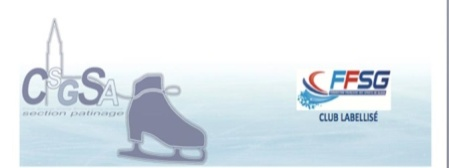 CSGSA
section patinage
FFSG
CLUB LABELLISÉ